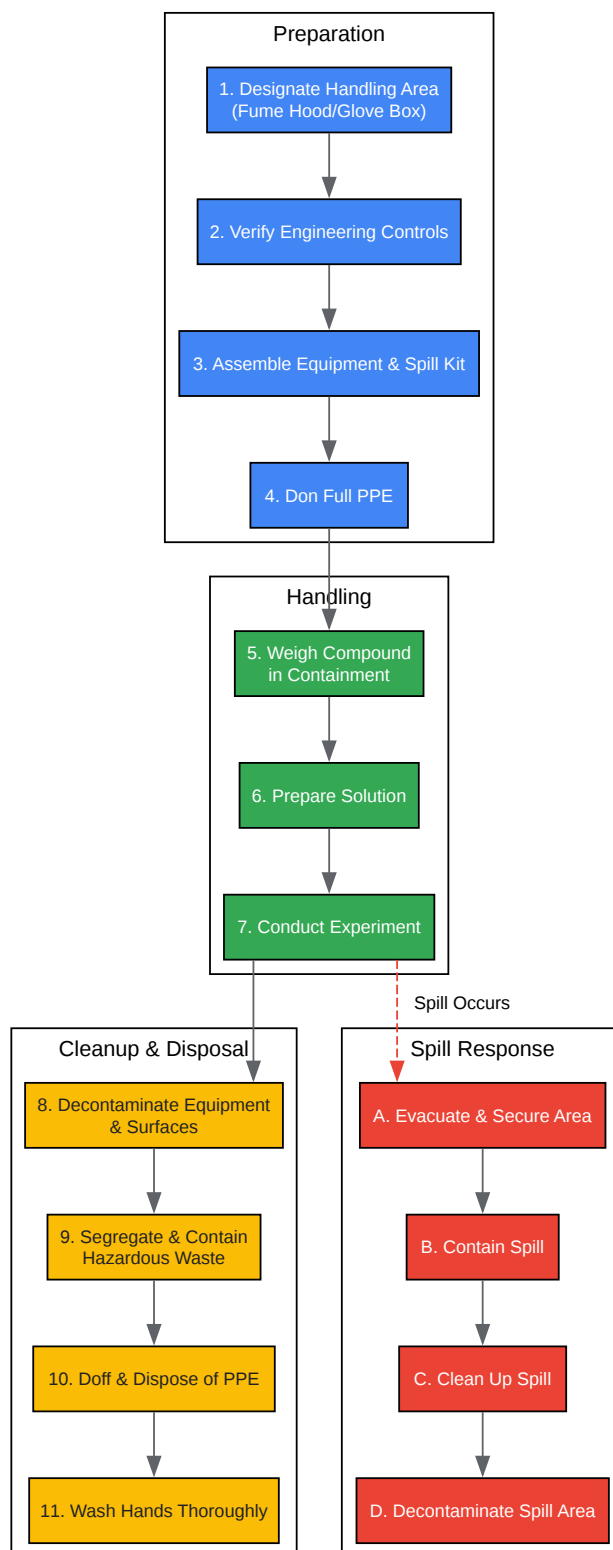 Preparation
1. Designate Handling Area
(Fume Hood/Glove Box)
2. Verify Engineering Controls
3. Assemble Equipment & Spill Kit
4. Don Full PPE
Handling
5. Weigh Compound
in Containment
6. Prepare Solution
7. Conduct Experiment
Spill Occurs
Cleanup & Disposal
8. Decontaminate Equipment
& Surfaces
9. Segregate & Contain
Hazardous Waste
10. Doff & Dispose of PPE
11. Wash Hands Thoroughly
Spill Response
A. Evacuate & Secure Area
B. Contain Spill
C. Clean Up Spill
D. Decontaminate Spill Area